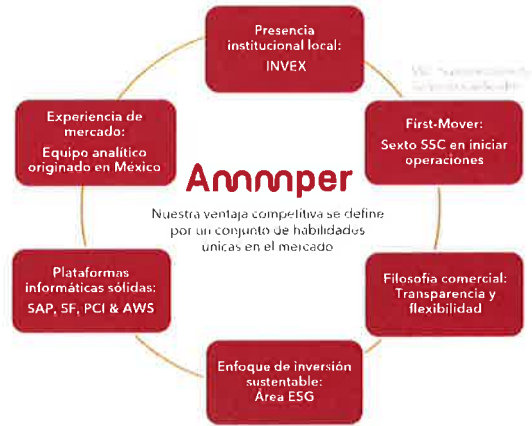 Presencia
institucional local:
INVEX
First-Mover:
Sexto SSC en iniciar
operaciones
Filosofía comercial:
Transparencia y
flexibilidad
Enfoque de inversión
sustentable:
Área ESG
Plataformas
informáticas sólidas:
SAP, SF, PCI & AWS
Experiencia de
mercado:
Equipo analítico
originado en México
Ammper
Nuestra ventaja competitiva se define
por un conjunto de habilidades
únicas en el mercado